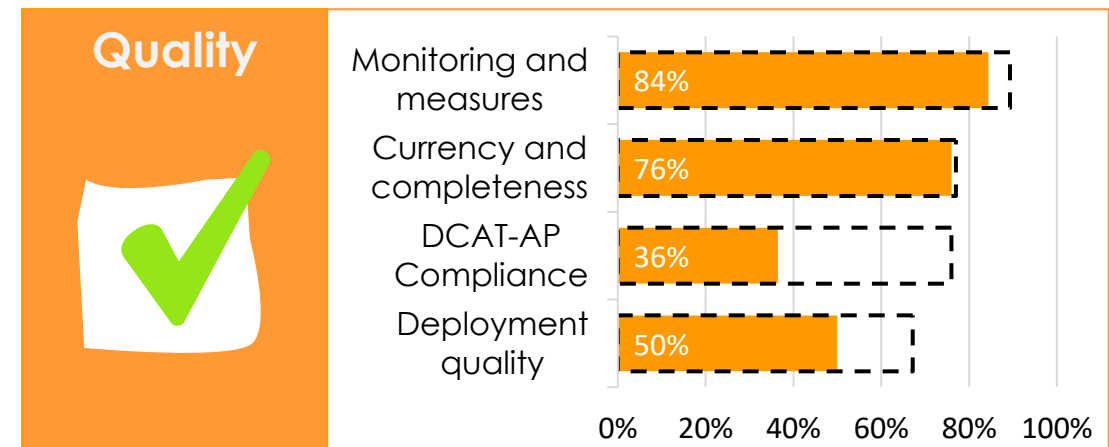 Quality
Monitoring and
measures
84%
Currency and
completeness
76%
DCAT-AP
Compliance
36%
Deployment
quality
50%
0% 20% 40% 60% 80% 100%